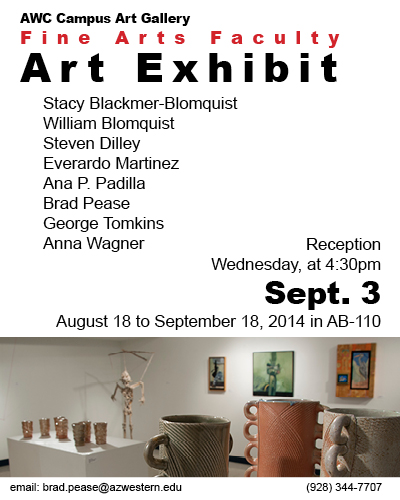 AWC Campus Art Gallery
Fine Arts Faculty
Art Exhibit
Stacy Blackmer-Blomquist
William Blomquist
Steven Dilley
Everardo Martinez
Ana P. Padilla
Brad Pease
George Tomkins
Anna Wagner
Reception
Wednesday, at 4:30pm
Sept. 3
August 18 to September 18, 2014 in AB-110
email: brad.pease@azwestern.edu
(928) 344-7707